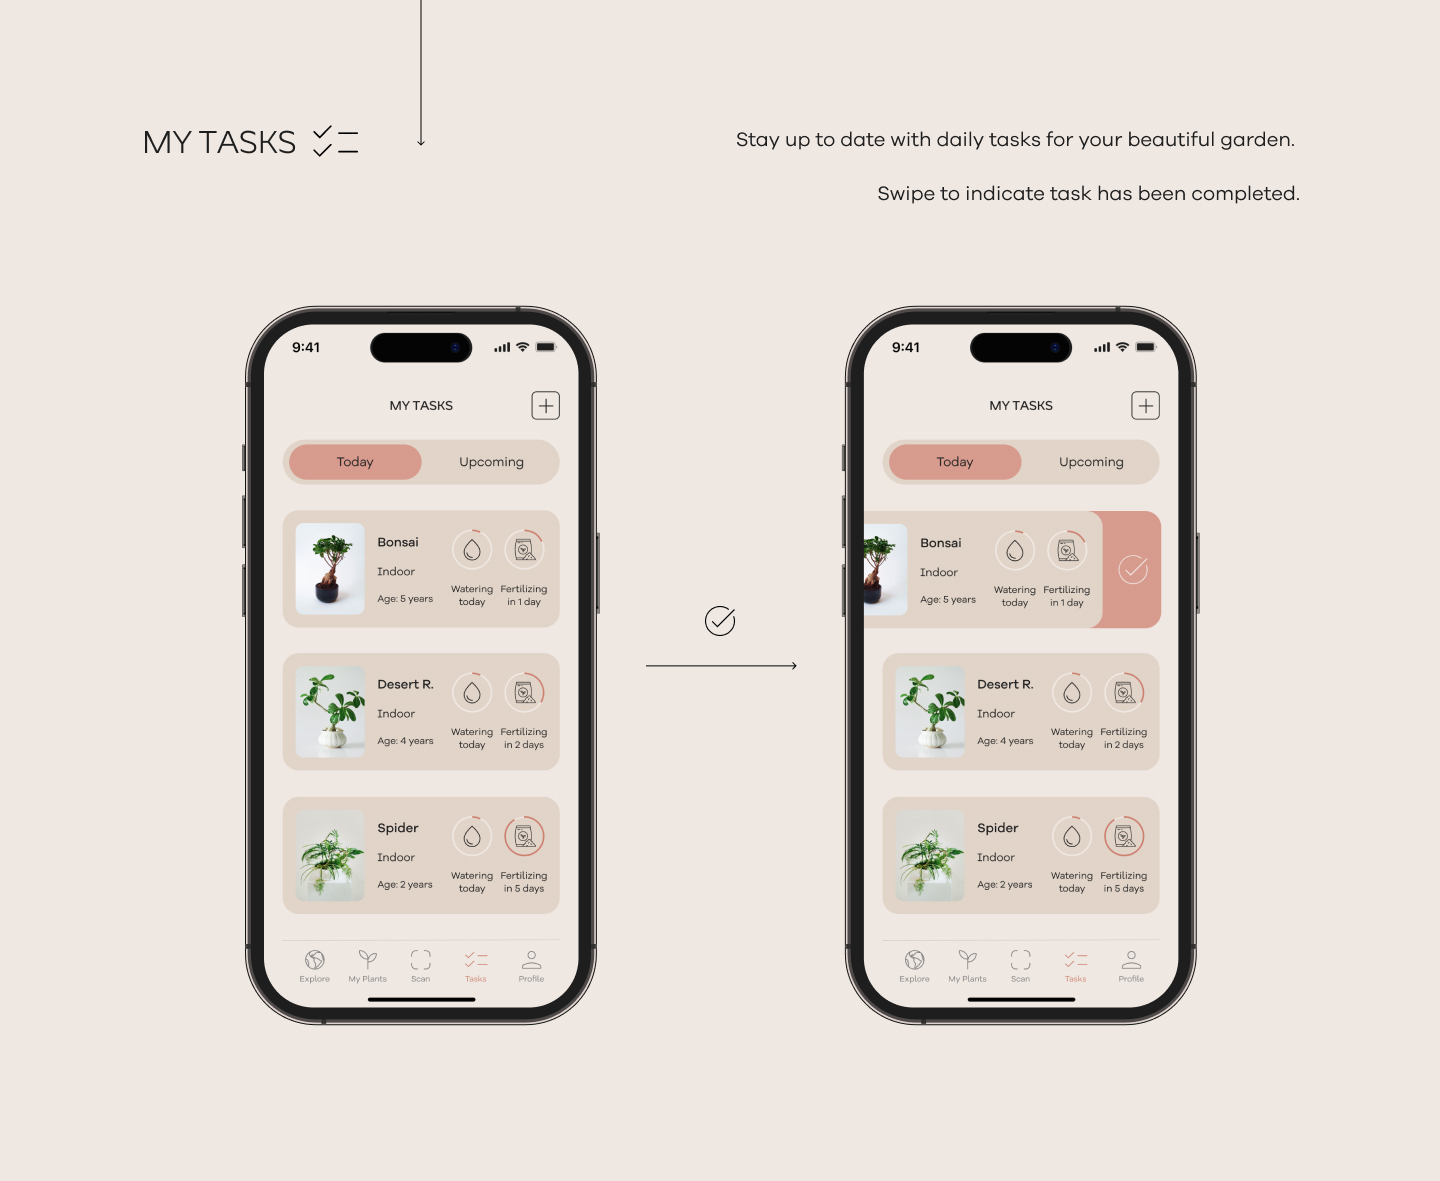 MY TASKS
Stay up to date with daily tasks for your beautiful garden.
Swipe to indicate task has been completed.
9:41
MY TASKS
Today
Upcoming
Bonsai
Indoor
Age: 5 years
Watering
today
Fertilizing
in 1 day
Desert R.
Indoor
Age: 4 years
Watering
today
Fertilizing
in 2 days
Spider
Indoor
Age: 2 years
Watering
today
Fertilizing
in 5 days
Explore
My Plants
Scan
Tasks
Profile
9:41
MY TASKS
Today
Upcoming
Bonsai
Indoor
Age: 5 years
Watering
today
Fertilizing
in 1 day
Desert R.
Indoor
Age: 4 years
Watering
today
Fertilizing
in 2 days
Spider
Indoor
Age: 2 years
Watering
today
Fertilizing
in 5 days
Explore
My Plants
Scan
Tasks
Profile